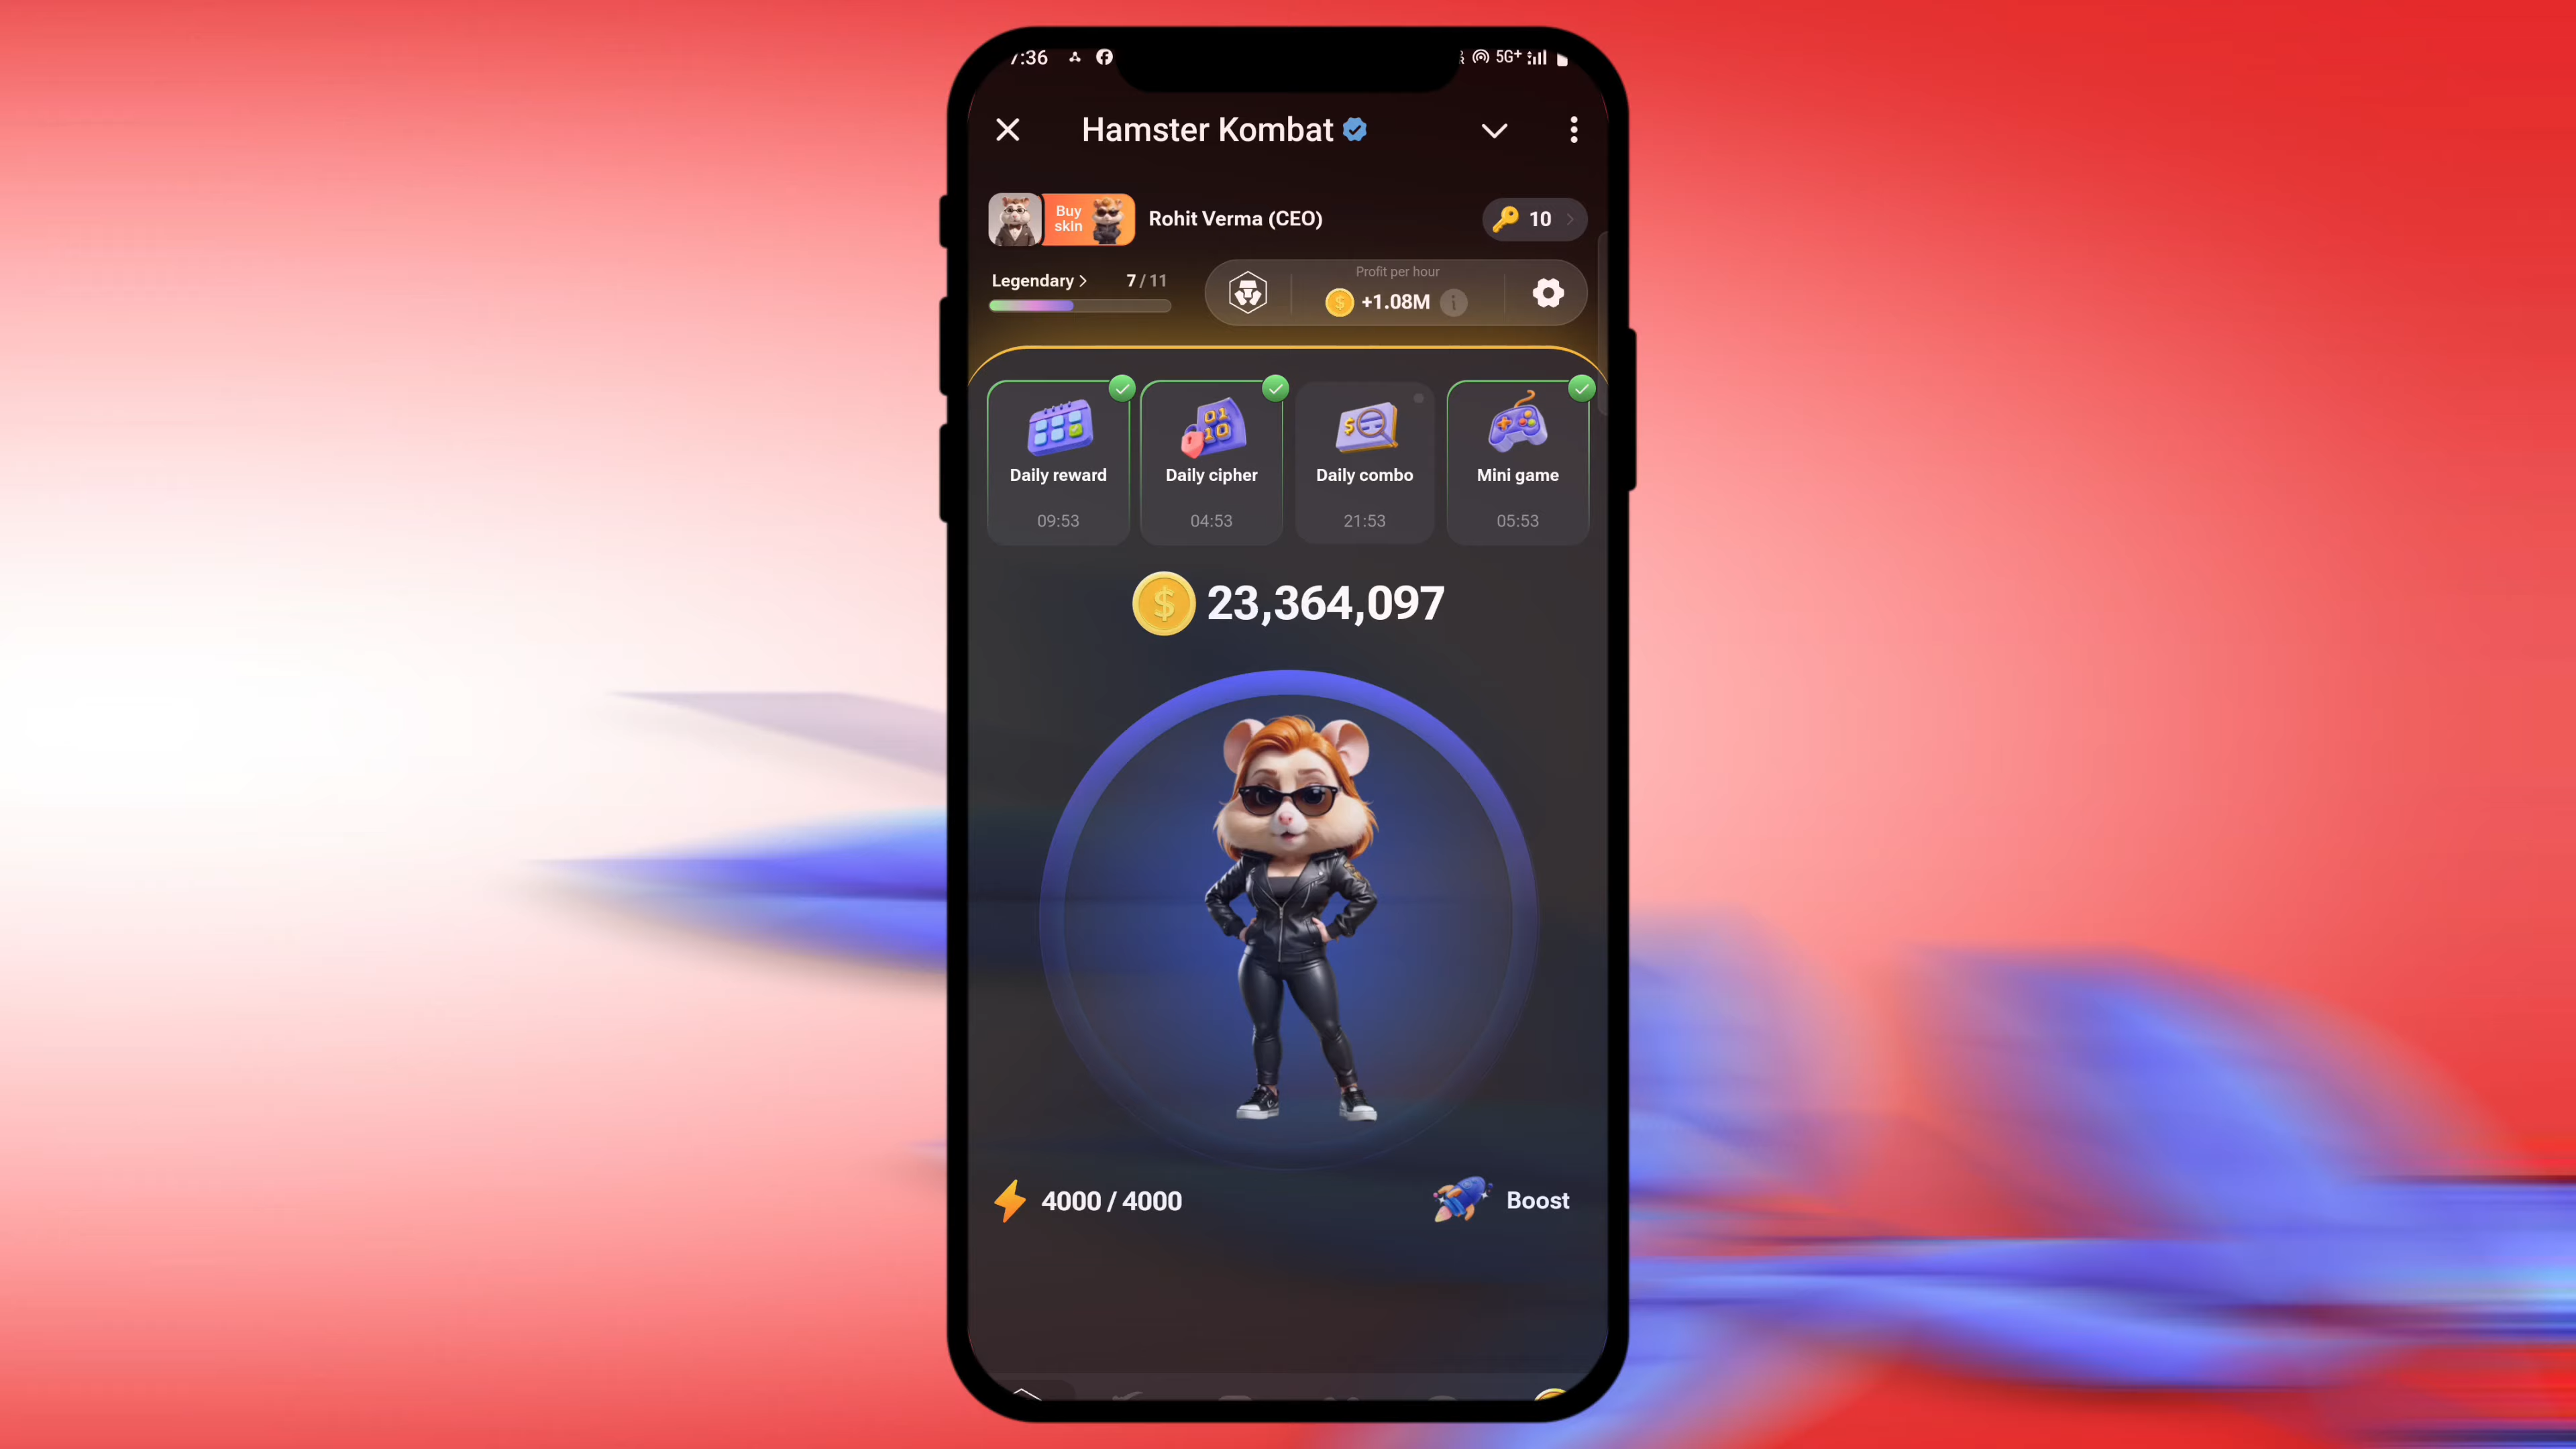 7:36 5G+
Hamster Kombat
Buy
skin
Rohit Verma (CEO)
10
Legendary > 7 / 11
Profit per hour
+1.08M
Daily reward
09:53
Daily cipher
04:53
Daily combo
21:53
Mini game
05:53
23,364,097
4000 / 4000
Boost